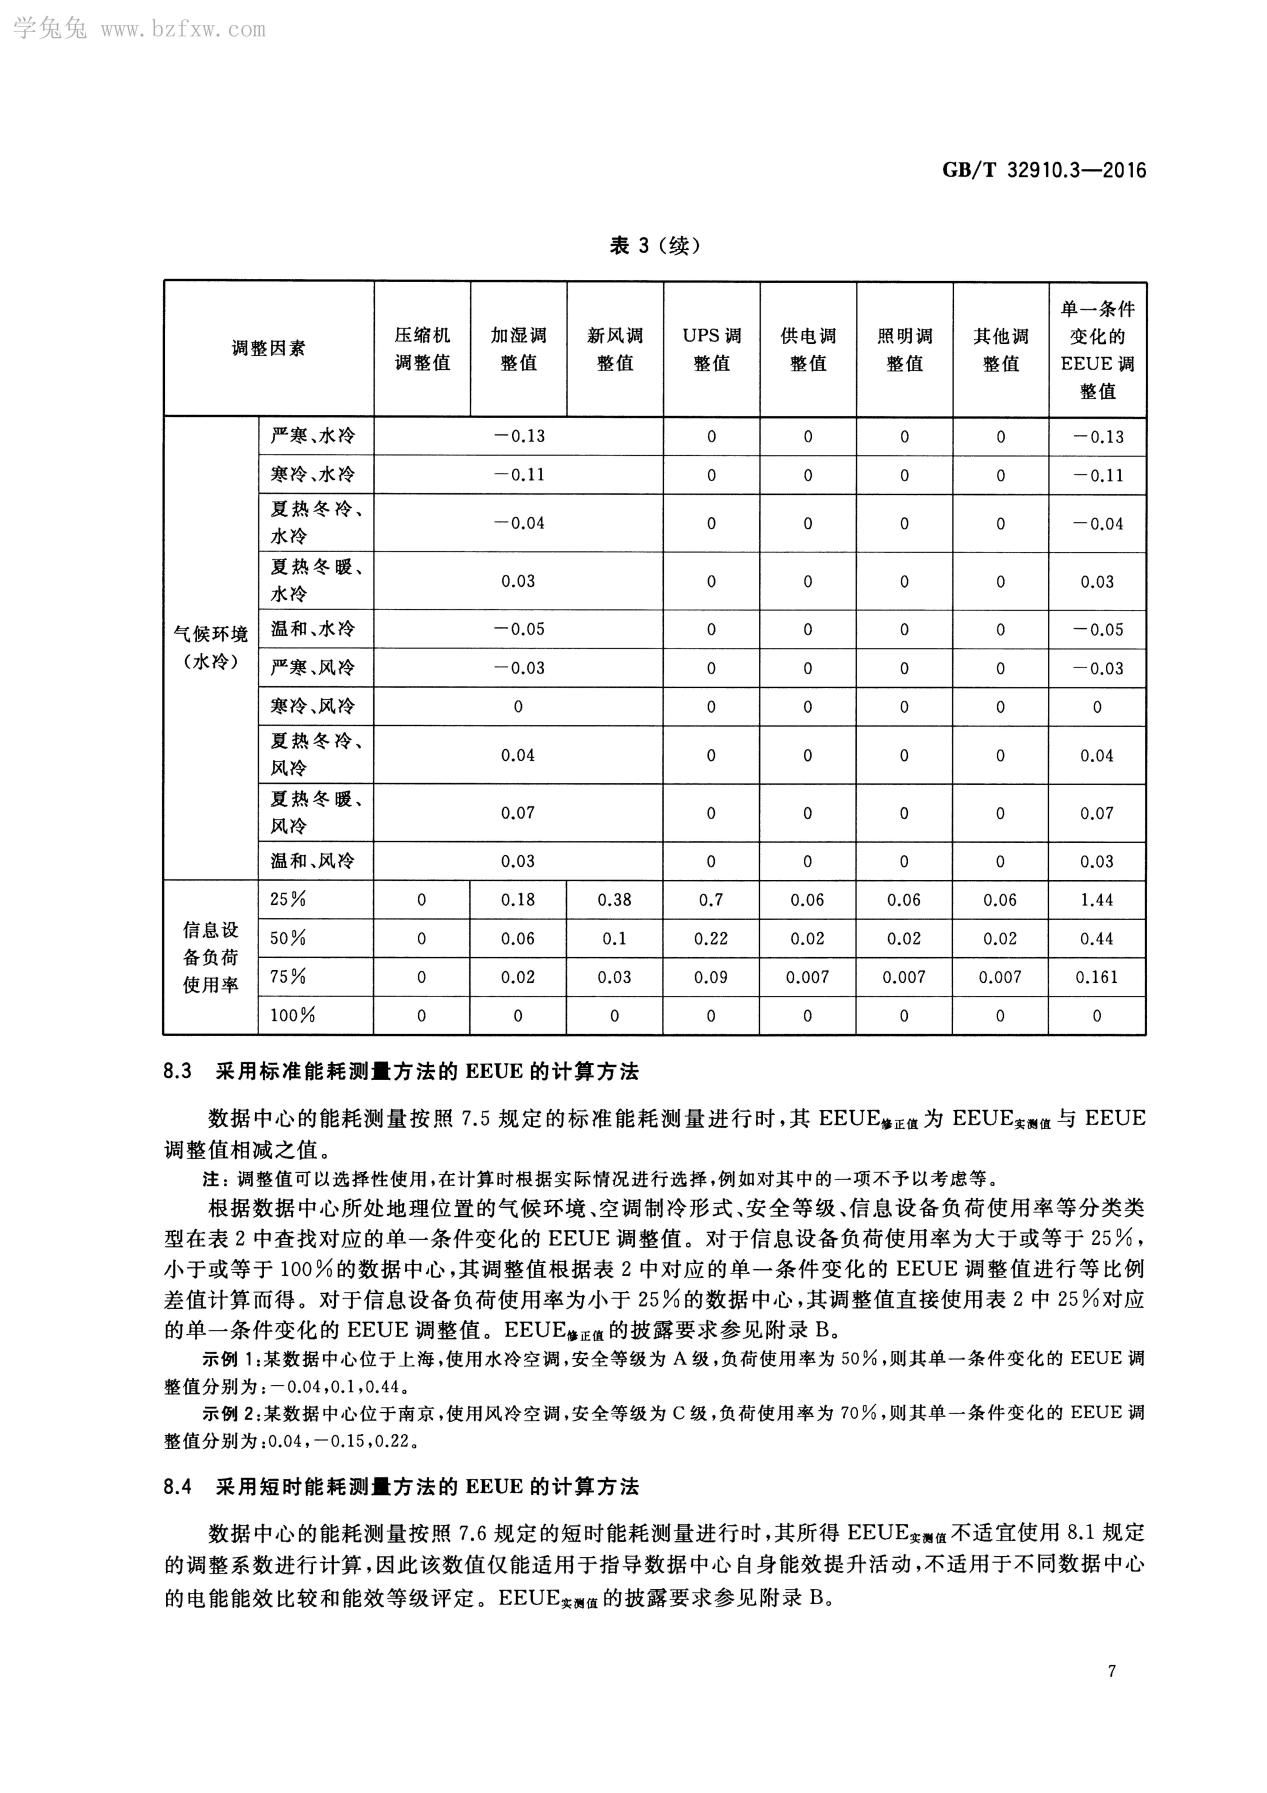 学兔兔 www.bzfxw.com
GB/T 32910.3—2016
表 3（续）
调整因素 压缩机调整值 加湿调整值 新风调整值 UPS 调整值 供电调整值 照明调整值 其他调整值 单一条件变化的 EEUE 调整值
气候环境（水冷）
严寒、水冷 −0.13 0 0 0 0 −0.13
寒冷、水冷 −0.11 0 0 0 0 −0.11
夏热冬冷、水冷 −0.04 0 0 0 0 −0.04
夏热冬暖、水冷 0.03 0 0 0 0 0.03
温和、水冷 −0.05 0 0 0 0 −0.05
严寒、风冷 −0.03 0 0 0 0 −0.03
寒冷、风冷 0 0 0 0 0 0
夏热冬冷、风冷 0.04 0 0 0 0 0.04
夏热冬暖、风冷 0.07 0 0 0 0 0.07
温和、风冷 0.03 0 0 0 0 0.03
信息设备负荷使用率
25% 0 0.18 0.38 0.7 0.06 0.06 0.06 1.44
50% 0 0.06 0.1 0.22 0.02 0.02 0.02 0.44
75% 0 0.02 0.03 0.09 0.007 0.007 0.007 0.161
100% 0 0 0 0 0 0 0 0
8.3 采用标准能耗测量方法的 EEUE 的计算方法
数据中心的能耗测量按照 7.5 规定的标准能耗测量进行时，其 EEUE修正值 为 EEUE实测值 与 EEUE
调整值相减之值。
注：调整值可以选择性使用，在计算时根据实际情况进行选择，例如对其中的一项不予以考虑等。
根据数据中心所处地理位置的气候环境、空调制冷形式、安全等级、信息设备负荷使用率等分类类
型在表 2 中查找对应的单一条件变化的 EEUE 调整值。对于信息设备负荷使用率为大于或等于 25%，
小于或等于 100%的数据中心，其调整值根据表 2 中对应的单一条件变化的 EEUE 调整值进行等比例
差值计算而得。对于信息设备负荷使用率为小于 25%的数据中心，其调整值直接使用表 2 中 25%对应
的单一条件变化的 EEUE 调整值。EEUE修正值 的披露要求参见附录 B。
示例 1：某数据中心位于上海，使用水冷空调，安全等级为 A 级，负荷使用率为 50%，则其单一条件变化的 EEUE 调
整值分别为：−0.04，0.1，0.44。
示例 2：某数据中心位于南京，使用风冷空调，安全等级为 C 级，负荷使用率为 70%，则其单一条件变化的 EEUE 调
整值分别为：0.04，−0.15，0.22。
8.4 采用短时能耗测量方法的 EEUE 的计算方法
数据中心的能耗测量按照 7.6 规定的短时能耗测量进行时，其所得 EEUE实测值 不适宜使用 8.1 规定
的调整系数进行计算，因此该数值仅能适用于指导数据中心自身能效提升活动，不适用于不同数据中心
的电能能效比较和能效等级评定。EEUE实测值 的披露要求参见附录 B。
7